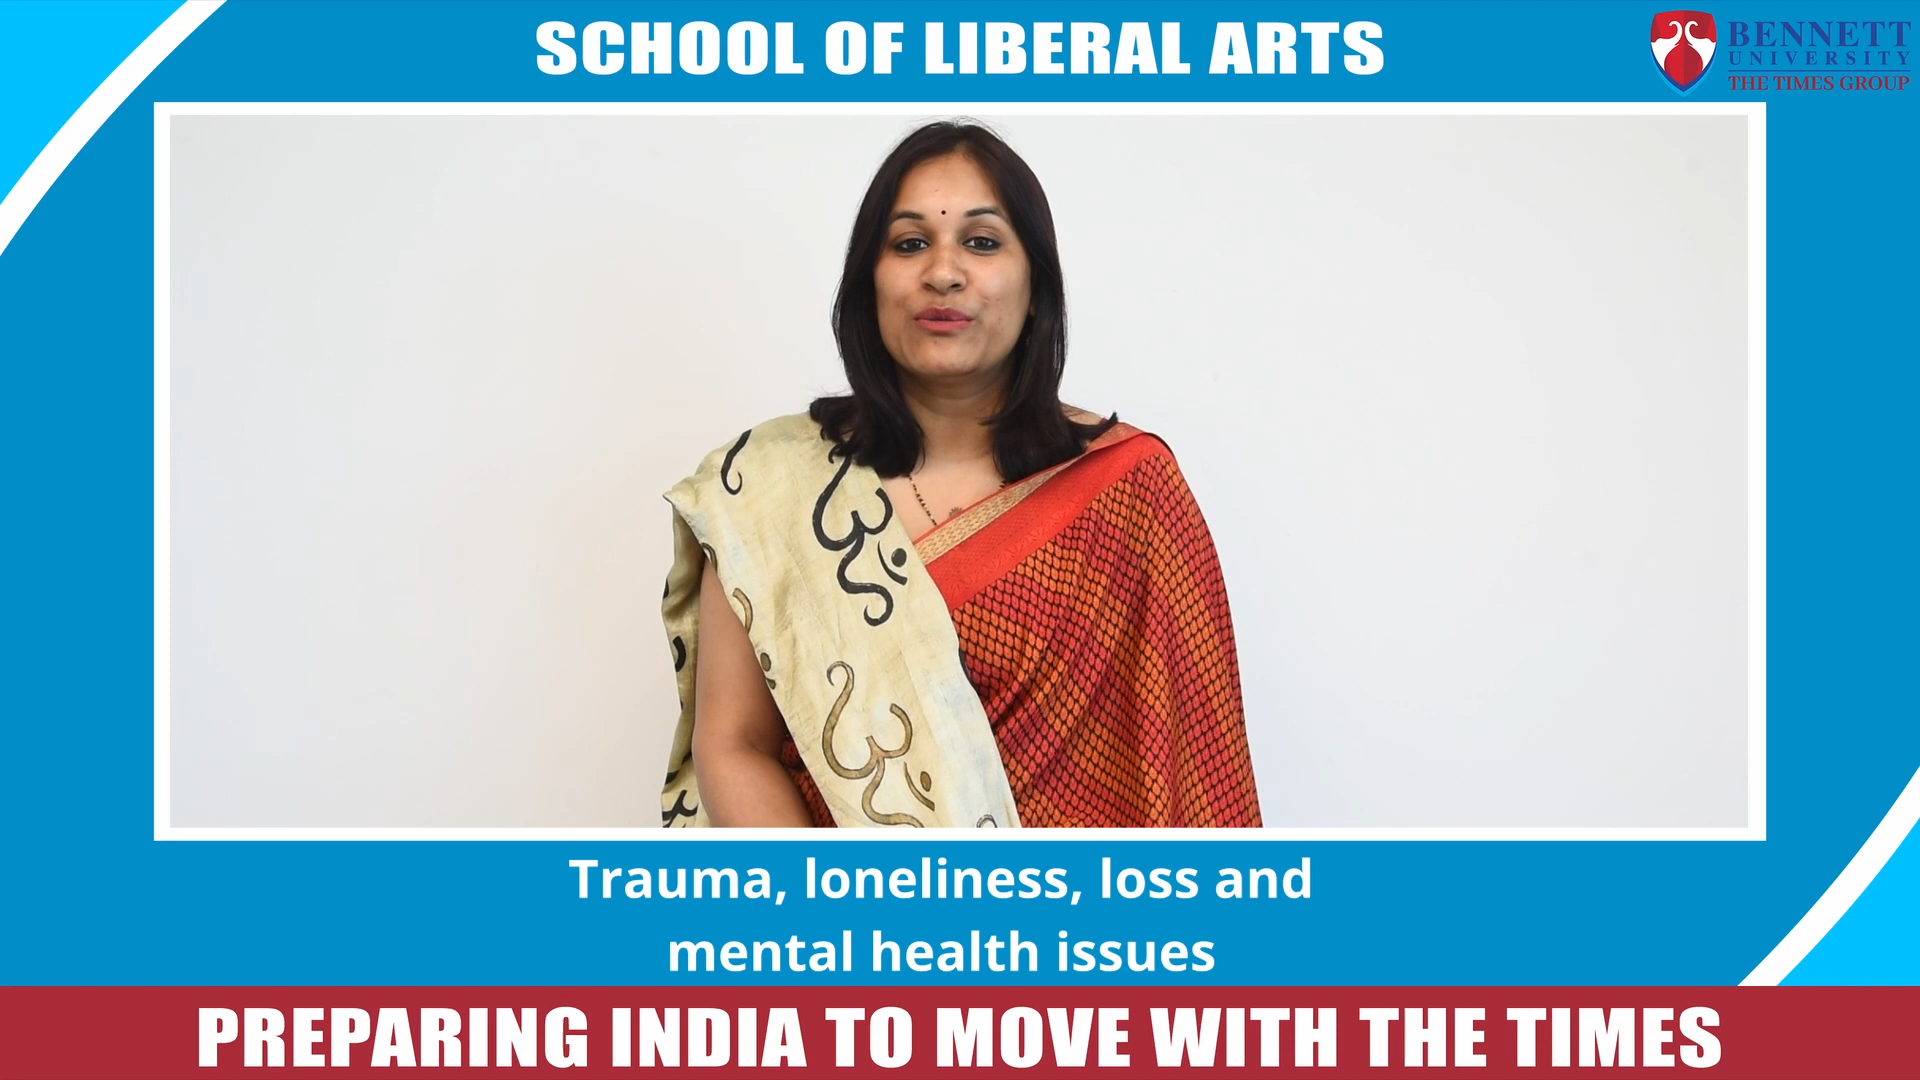 SCHOOL OF LIBERAL ARTS
BENNETT
UNIVERSITY
THE TIMES GROUP
Trauma, loneliness, loss and
mental health issues
PREPARING INDIA TO MOVE WITH THE TIMES